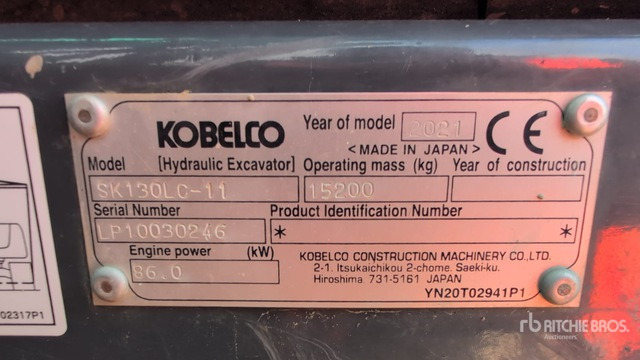 KOBELCO
Year of model 2021
<MADE IN JAPAN>
CE
Model [Hydraulic Excavator] Operating mass (kg) Year of construction
SK130LC-11 15200
Serial Number Product Identification Number
LP10030246 * *
Engine power (kW)
86.0
KOBELCO CONSTRUCTION MACHINERY CO.,LTD.
2-1. Itsukaichikou 2-chome. Saeki-ku.
Hiroshima 731-5161 JAPAN
YN20T02941P1
02317P1
rb RITCHIE BROS.
Auctioneers